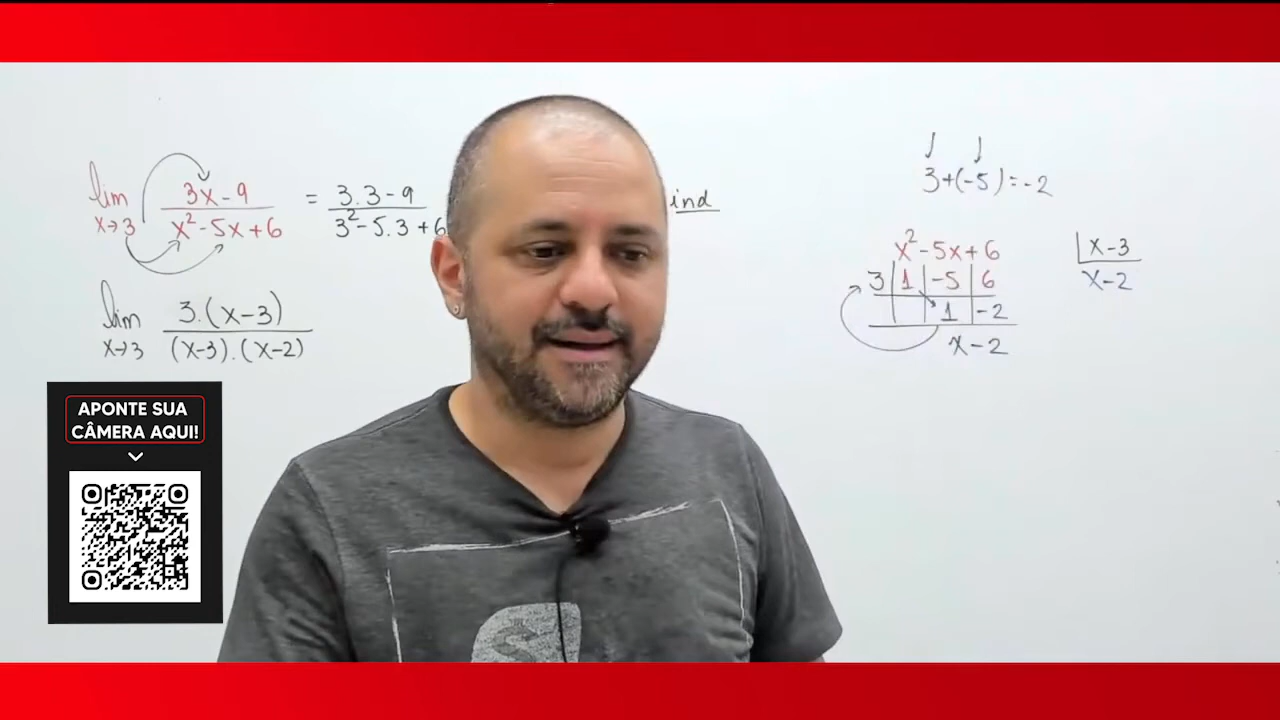 lim 3x-9 = 3.3-9 ind
x→3 x²-5x+6 3²-5.3+6
lim 3.(x-3)
x→3 (x-3).(x-2)
APONTE SUA
CÂMERA AQUI!
3+(-5)=-2
x²-5x+6 x-3
3 1 -5 6 x-2
1 -2
x-2
S